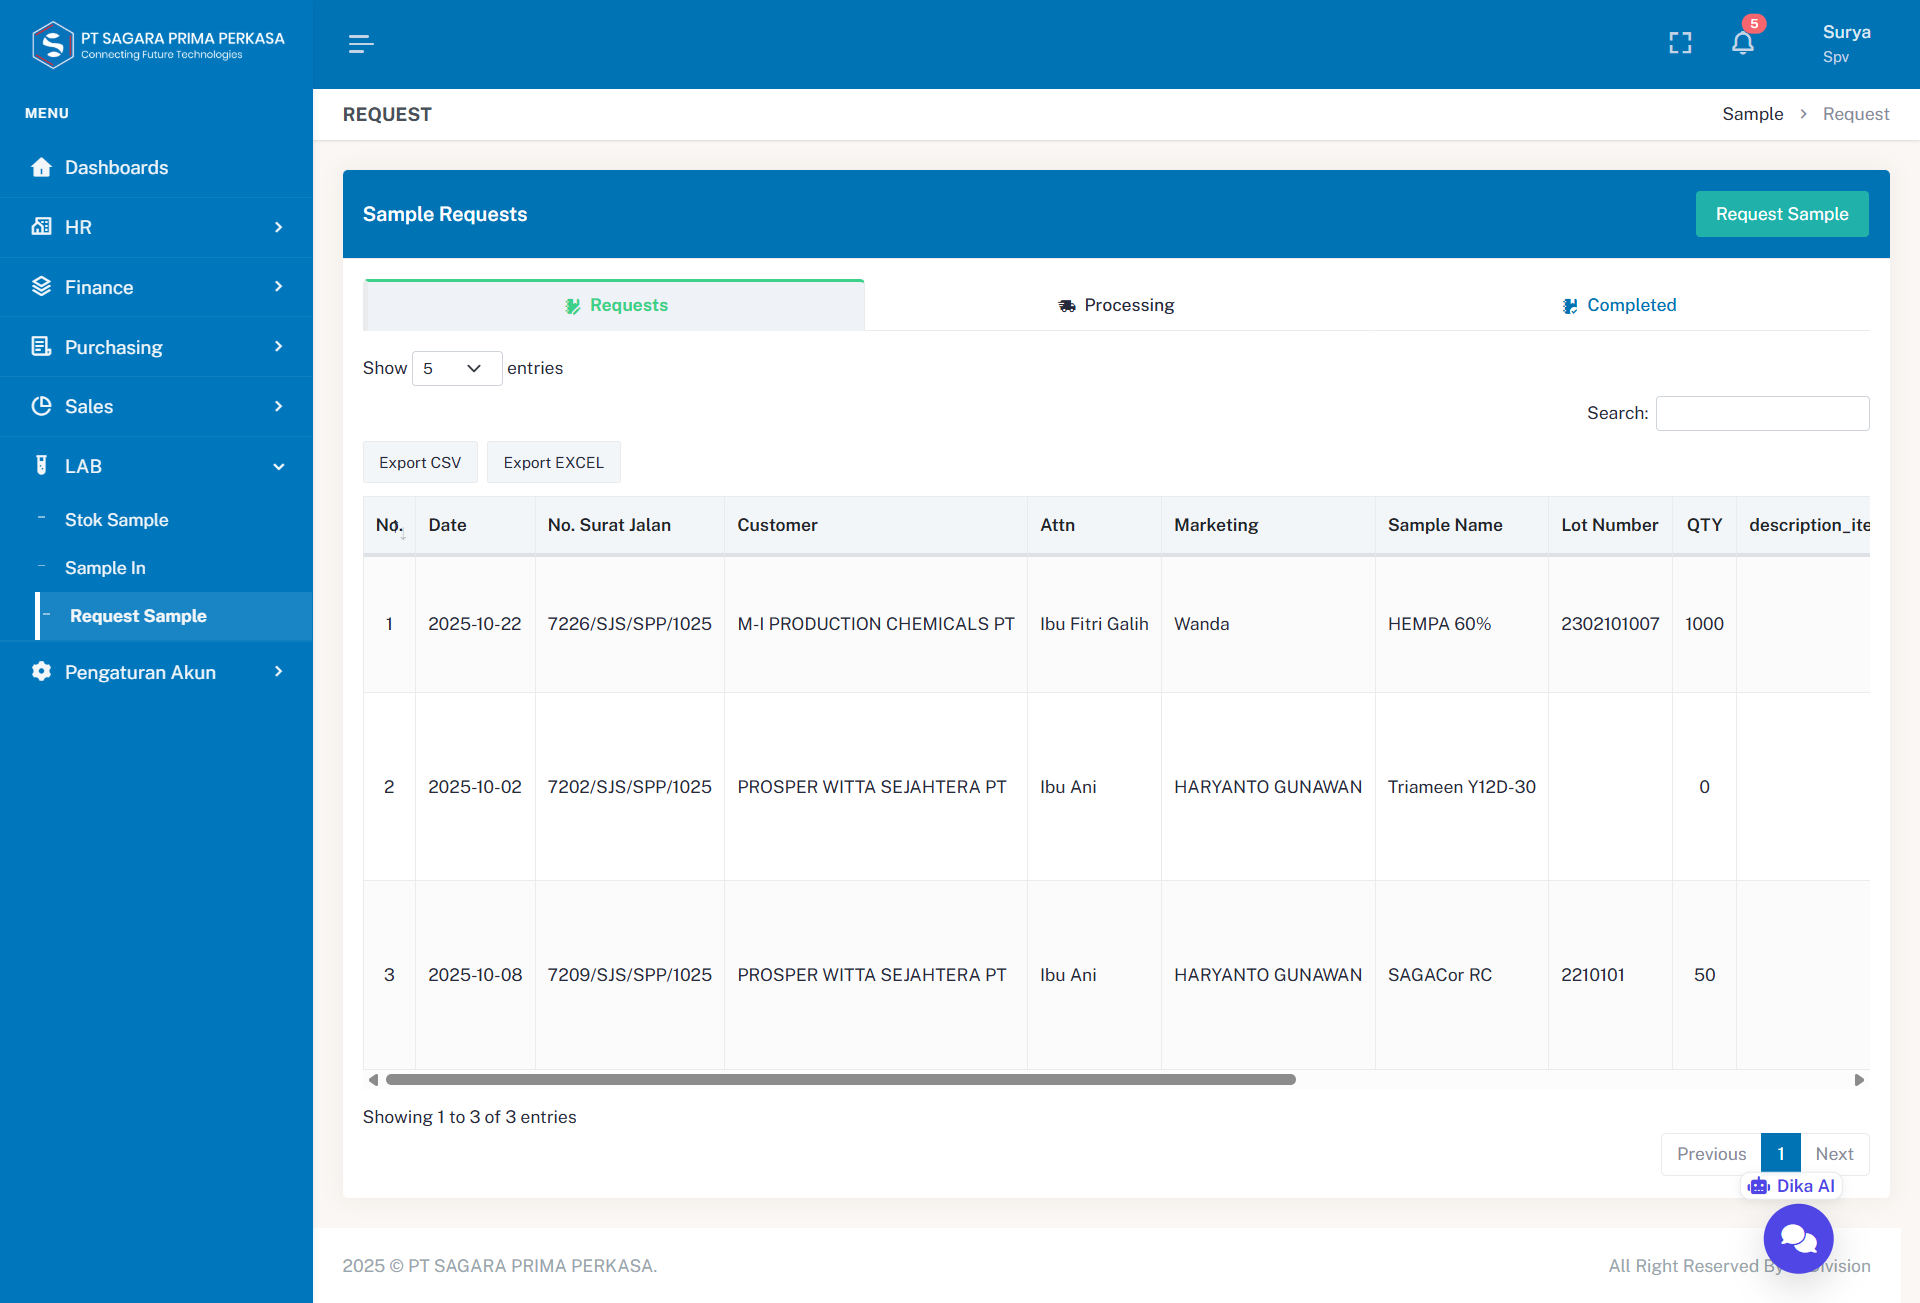 PT SAGARA PRIMA PERKASA
Connecting Future Technologies
5
Surya
Spv
MENU
Dashboards
HR
Finance
Purchasing
Sales
LAB
Stok Sample
Sample In
Request Sample
Pengaturan Akun
REQUEST
Sample > Request
Sample Requests
Request Sample
Requests Processing Completed
Show 5 entries
Search:
Export CSV Export EXCEL
No. Date No. Surat Jalan Customer Attn Marketing Sample Name Lot Number QTY description_ite
1 2025-10-22 7226/SJS/SPP/1025 M-I PRODUCTION CHEMICALS PT Ibu Fitri Galih Wanda HEMPA 60% 2302101007 1000
2 2025-10-02 7202/SJS/SPP/1025 PROSPER WITTA SEJAHTERA PT Ibu Ani HARYANTO GUNAWAN Triameen Y12D-30 0
3 2025-10-08 7209/SJS/SPP/1025 PROSPER WITTA SEJAHTERA PT Ibu Ani HARYANTO GUNAWAN SAGACor RC 2210101 50
Showing 1 to 3 of 3 entries
Previous 1 Next
Dika AI
2025 © PT SAGARA PRIMA PERKASA.
All Right Reserved By